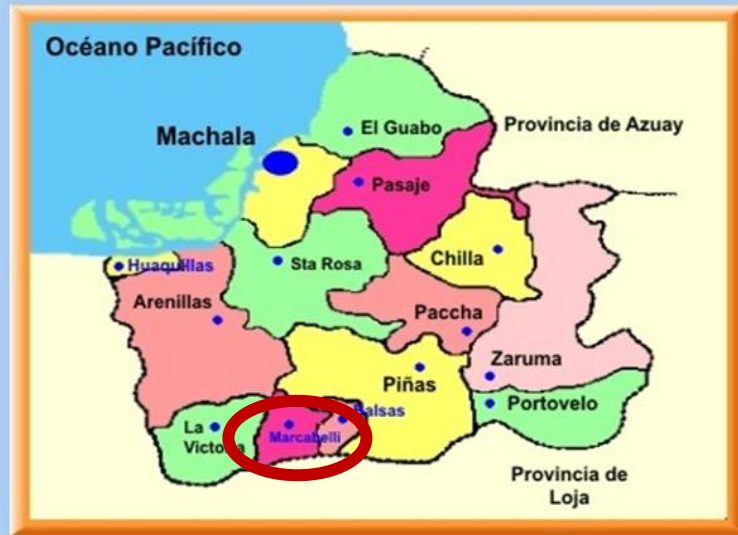 Océano Pacífico
El Guabo
Provincia de Azuay
Machala
Pasaje
Chilla
Huaquillas
Sta Rosa
Arenillas
Paccha
Zaruma
Piñas
Portovelo
Balsas
La
Victoria
Marcabelli
Provincia de
Loja